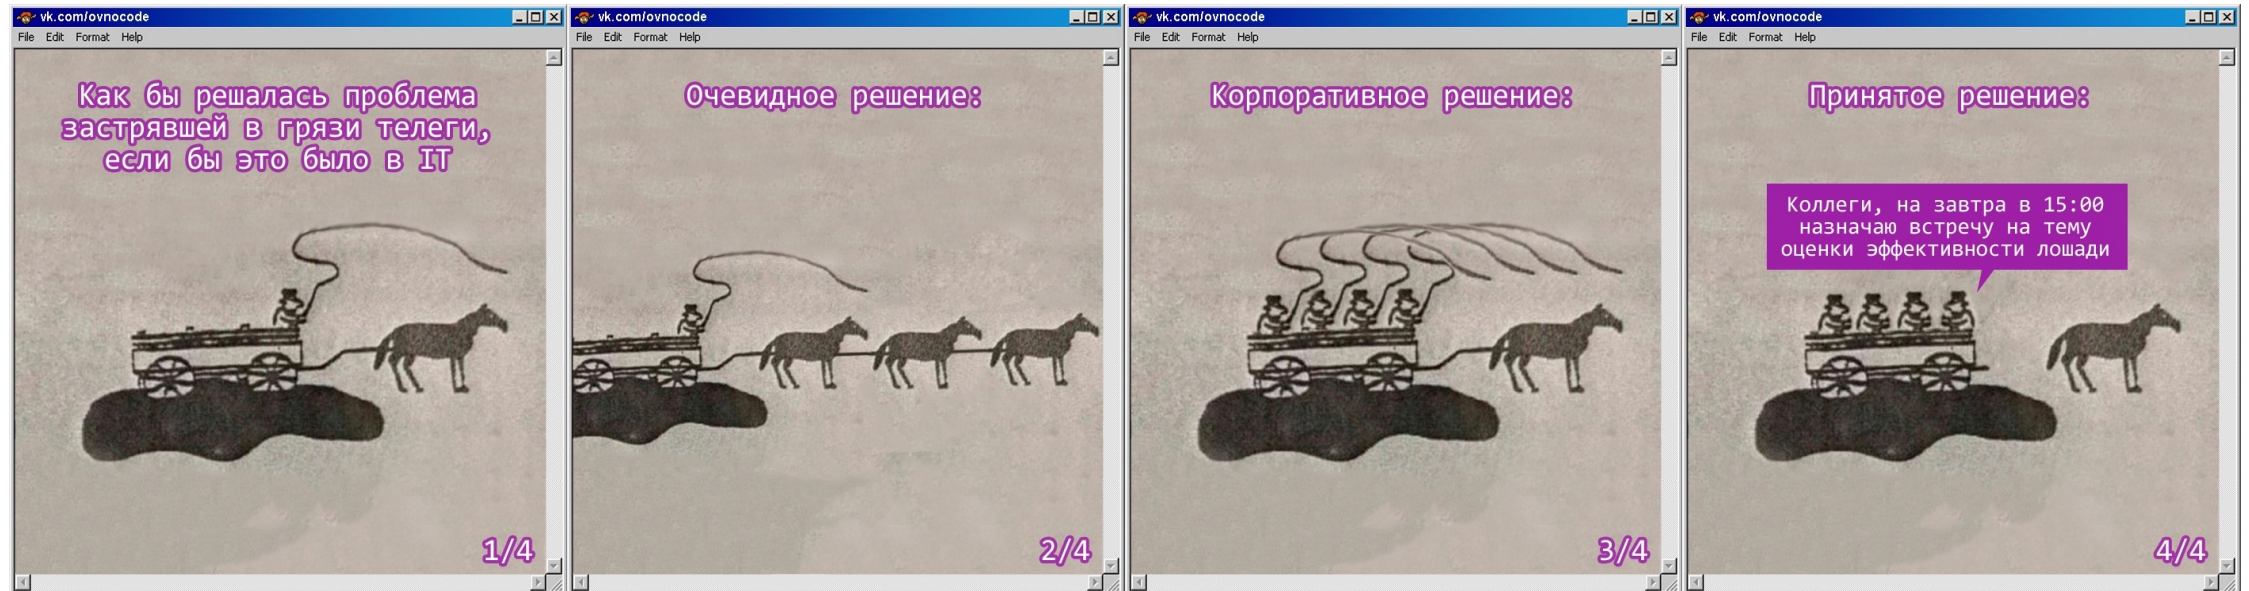 vk.com/ovnocode
File Edit Format Help
Как бы решалась проблема
застрявшей в грязи телеги,
если бы это было в IT
1/4
vk.com/ovnocode
File Edit Format Help
Очевидное решение:
2/4
vk.com/ovnocode
File Edit Format Help
Корпоративное решение:
3/4
vk.com/ovnocode
File Edit Format Help
Принятое решение:
Коллеги, на завтра в 15:00
назначаю встречу на тему
оценки эффективности лошади
4/4